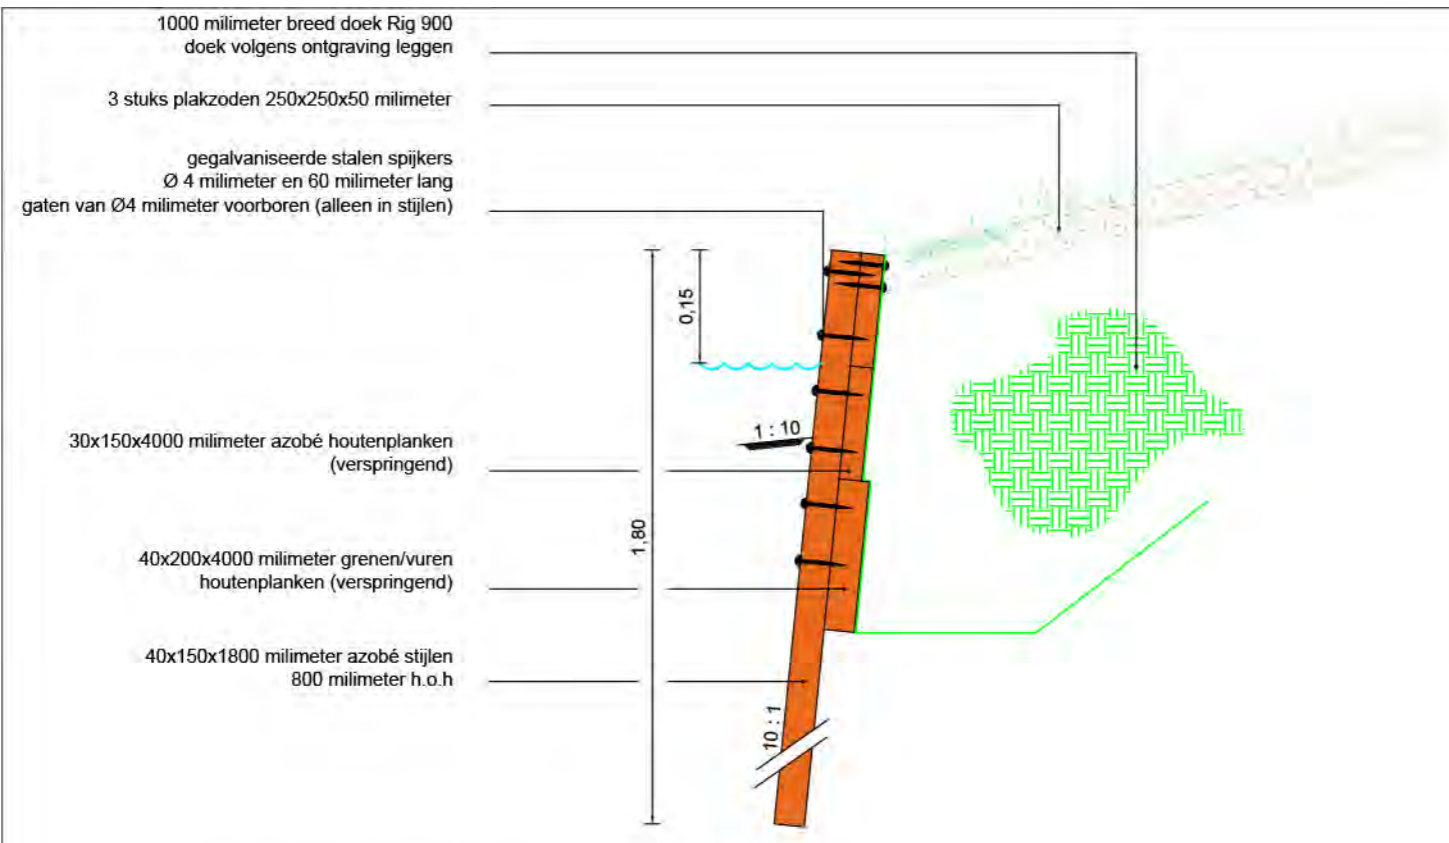 1000 milimeter breed doek Rig 900
doek volgens ontgraving leggen
3 stuks plakzoden 250x250x50 milimeter
gegalvaniseerde stalen spijkers
Ø 4 milimeter en 60 milimeter lang
gaten van Ø4 milimeter voorboren (alleen in stijlen)
0,15
1 : 10
30x150x4000 milimeter azobé houtenplanken
(verspringend)
1,80
40x200x4000 milimeter grenen/vuren
houtenplanken (verspringend)
40x150x1800 milimeter azobé stijlen
800 milimeter h.o.h
10 : 1